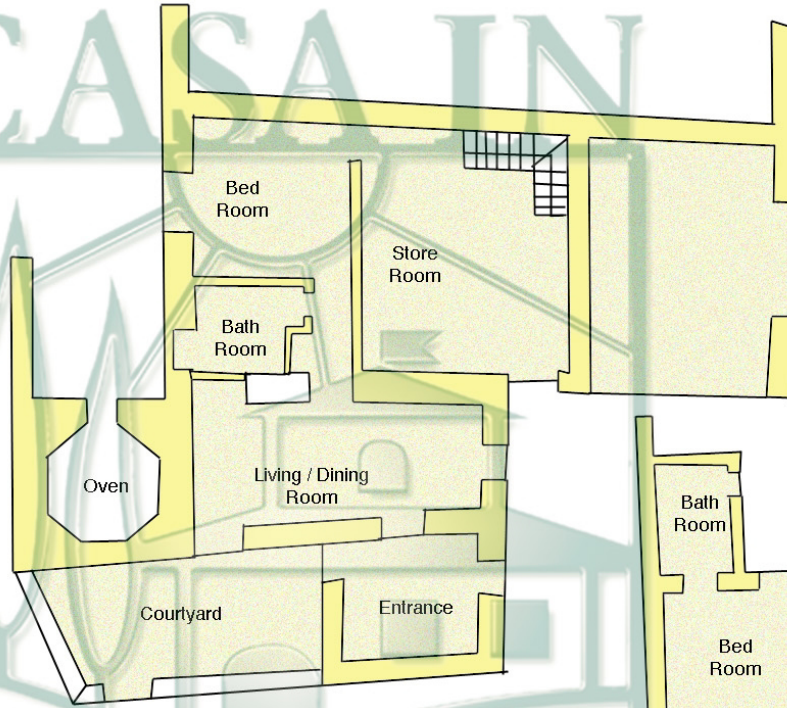 CASA IN
Bed
Room
Store
Room
Bath
Room
Oven
Living / Dining
Room
Bath
Room
Courtyard
Entrance
Bed
Room